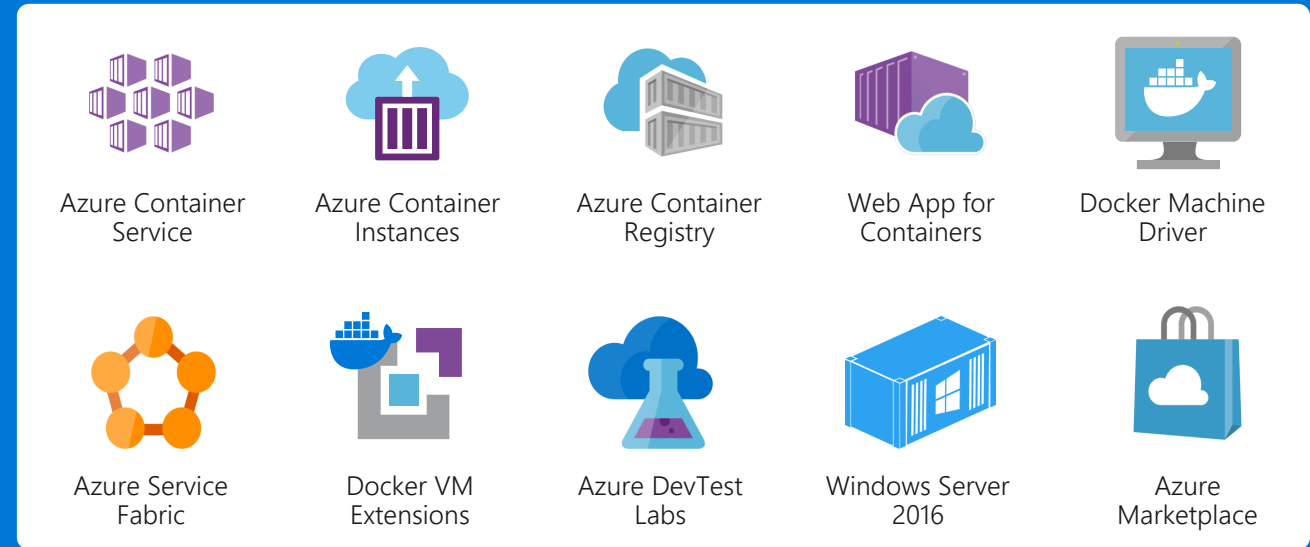 Azure Container
Service
Azure Container
Instances
Azure Container
Registry
Web App for
Containers
Docker Machine
Driver
Azure Service
Fabric
Docker VM
Extensions
Azure DevTest
Labs
Windows Server
2016
Azure
Marketplace